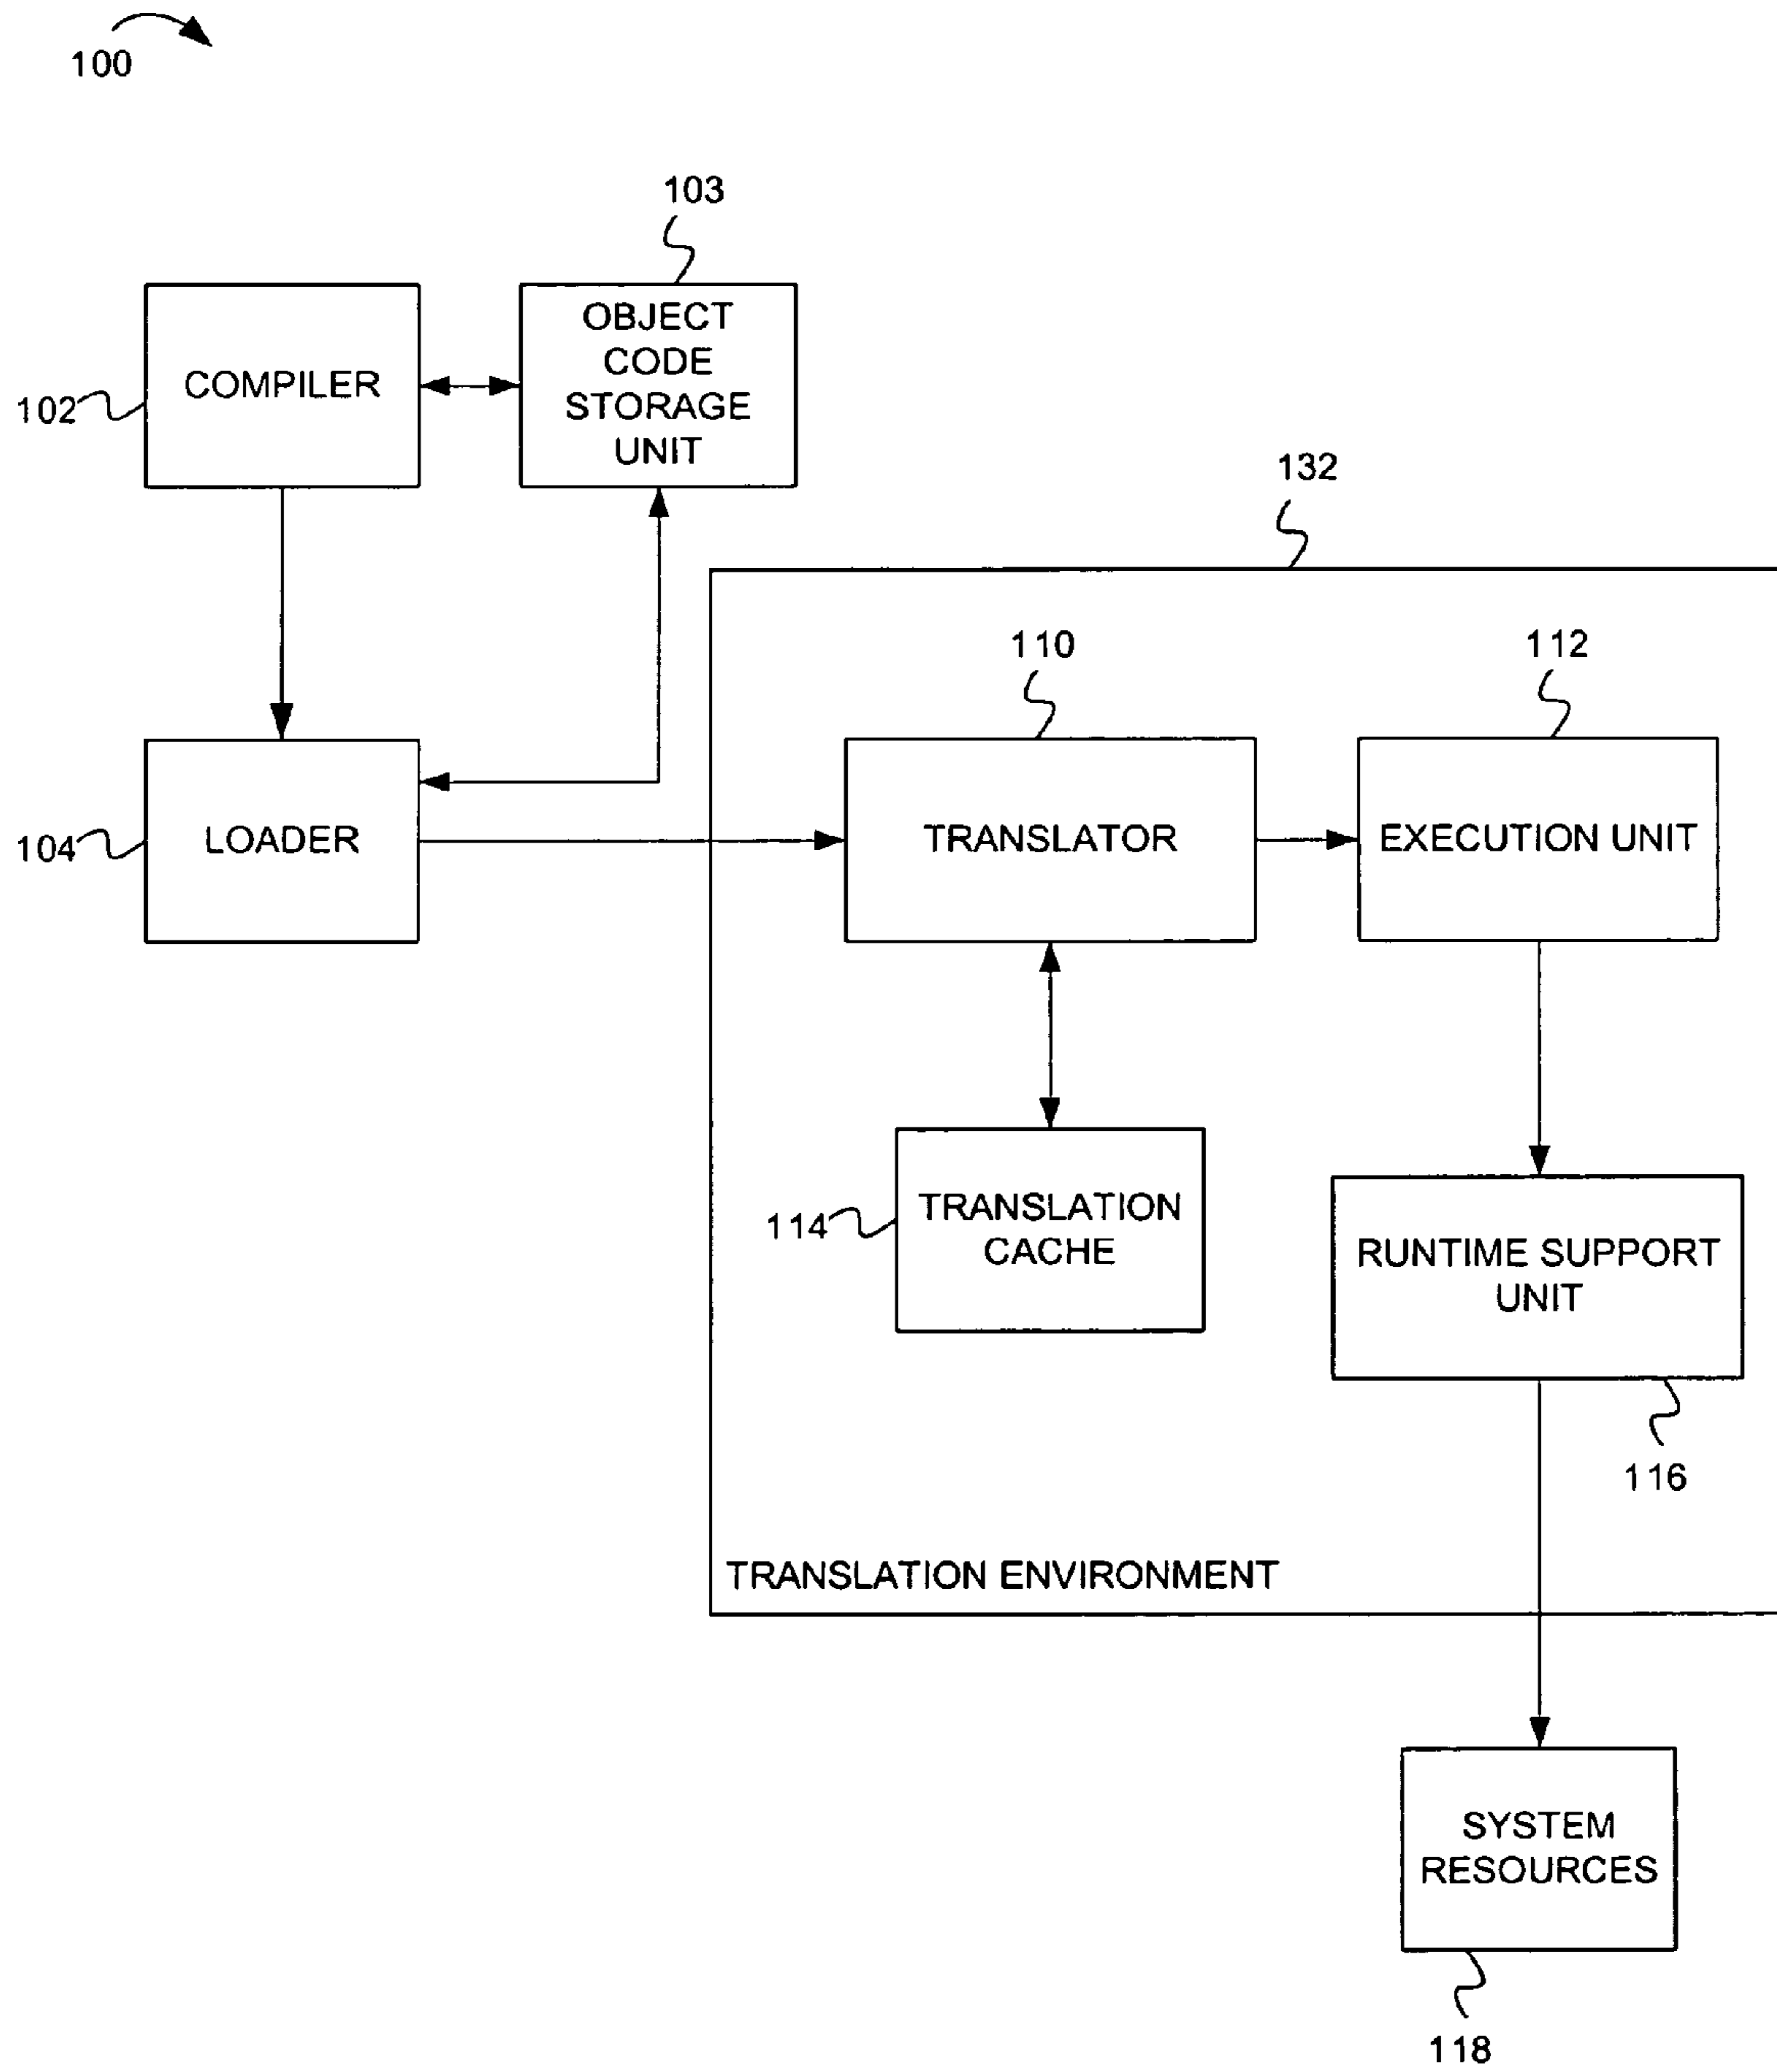 100
103
OBJECT
CODE
STORAGE
UNIT
COMPILER
102
132
110
112
LOADER
104
TRANSLATOR
EXECUTION UNIT
TRANSLATION
CACHE
114
RUNTIME SUPPORT
UNIT
116
TRANSLATION ENVIRONMENT
SYSTEM
RESOURCES
118